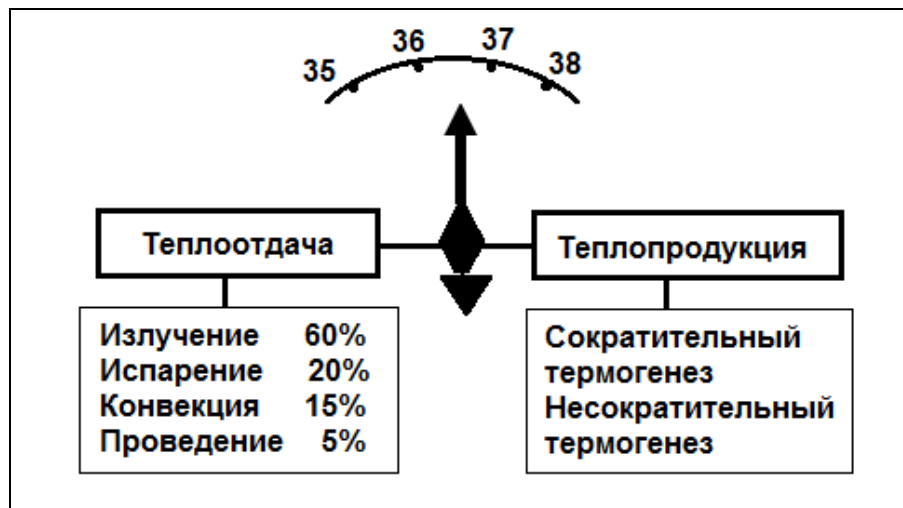 35 36 37 38
Теплоотдача
Теплопродукция
Излучение 60%
Испарение 20%
Конвекция 15%
Проведение 5%
Сократительный
термогенез
Несократительный
термогенез